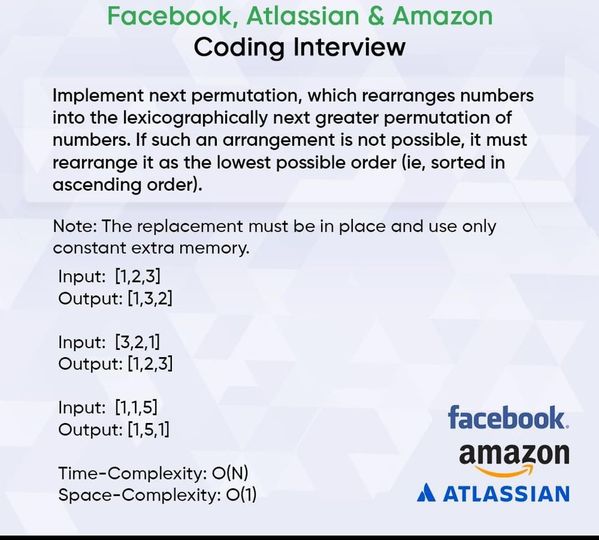 Facebook, Atlassian & Amazon
Coding Interview
Implement next permutation, which rearranges numbers
into the lexicographically next greater permutation of
numbers. If such an arrangement is not possible, it must
rearrange it as the lowest possible order (ie, sorted in
ascending order).
Note: The replacement must be in place and use only
constant extra memory.
Input: [1,2,3]
Output: [1,3,2]
Input: [3,2,1]
Output: [1,2,3]
Input: [1,1,5]
Output: [1,5,1]
Time-Complexity: O(N)
Space-Complexity: O(1)
facebook.
amazon
ATLASSIAN